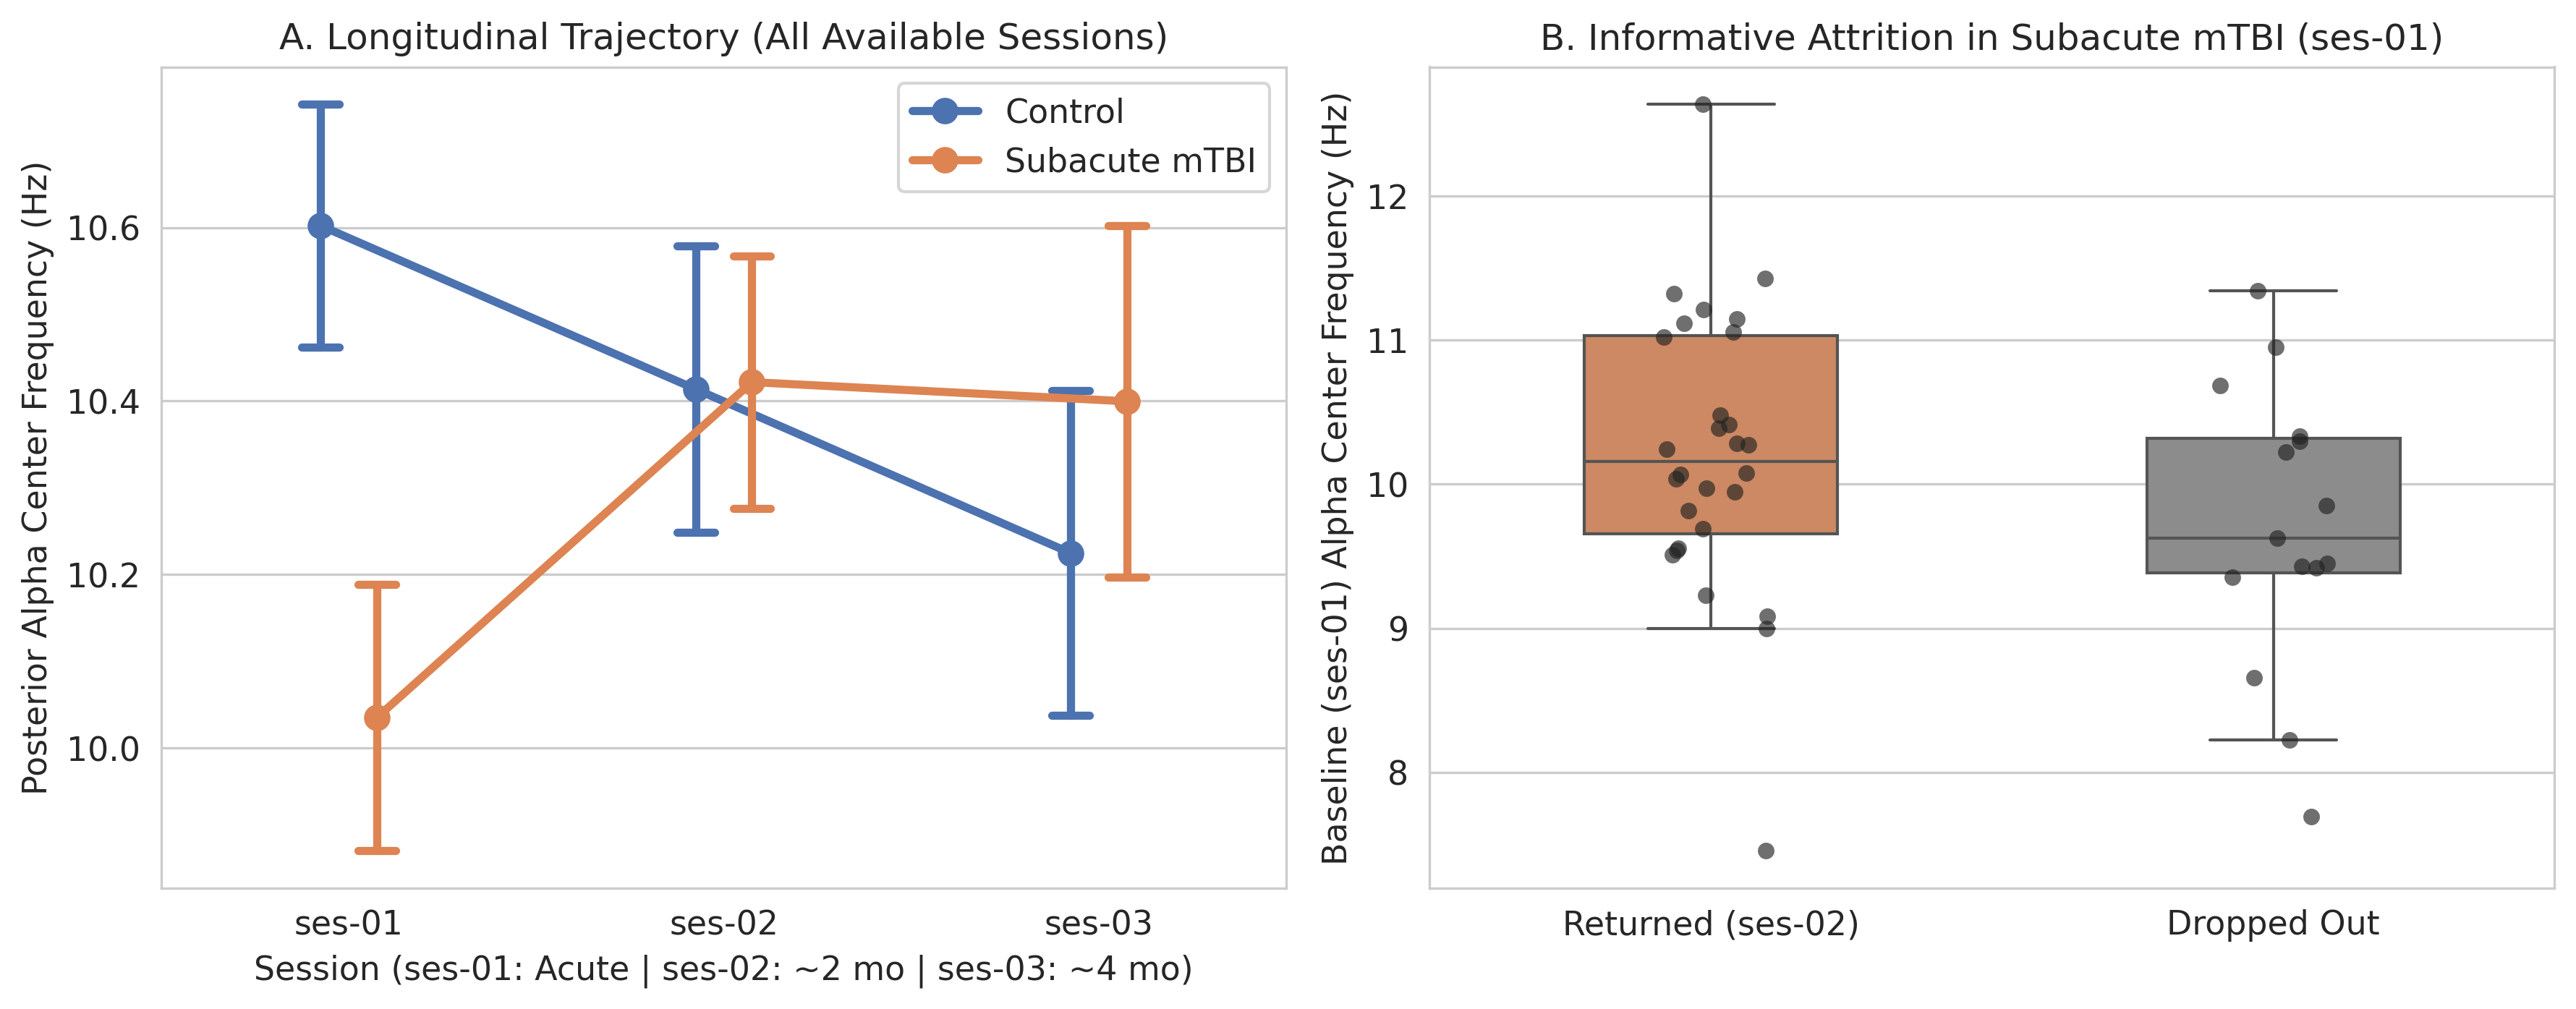 A. Longitudinal Trajectory (All Available Sessions)
Control
Subacute mTBI
Posterior Alpha Center Frequency (Hz)
10.6
10.4
10.2
10.0
ses-01
ses-02
ses-03
Session (ses-01: Acute | ses-02: ~2 mo | ses-03: ~4 mo)
B. Informative Attrition in Subacute mTBI (ses-01)
Baseline (ses-01) Alpha Center Frequency (Hz)
12
11
10
9
8
Returned (ses-02)
Dropped Out